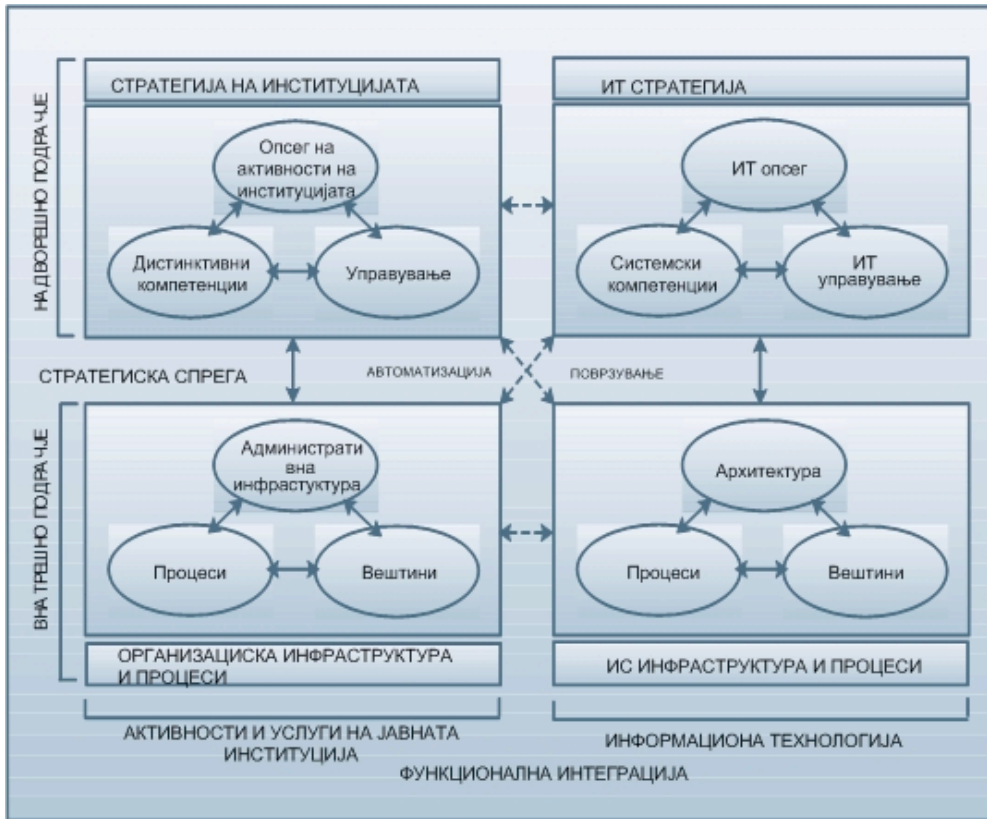 СТРАТЕГИЈА НА ИНСТИТУЦИЈАТА
ИТ СТРАТЕГИЈА
НАДВОРЕШНО ПОДРАЧЈЕ
Опсег на
активности на
институцијата
Дистинктивни
компетенции
Управување
ИТ опсег
Системски
компетенции
ИТ
управување
СТРАТЕГИСКА СПРЕГА
АВТОМАТИЗАЦИЈА
ПОВРЗУВАЊЕ
ВНАТРЕШНО ПОДРАЧЈЕ
Администрати
вна
инфрастуктура
Процеси
Вештини
Архитектура
Процеси
Вештини
ОРГАНИЗАЦИСКА ИНФРАСТРУКТУРА
И ПРОЦЕСИ
ИС ИНФРАСТРУКТУРА И ПРОЦЕСИ
АКТИВНОСТИ И УСЛУГИ НА ЈАВНАТА
ИНСТИТУЦИЈА
ИНФОРМАЦИОНА ТЕХНОЛОГИЈА
ФУНКЦИОНАЛНА ИНТЕГРАЦИЈА